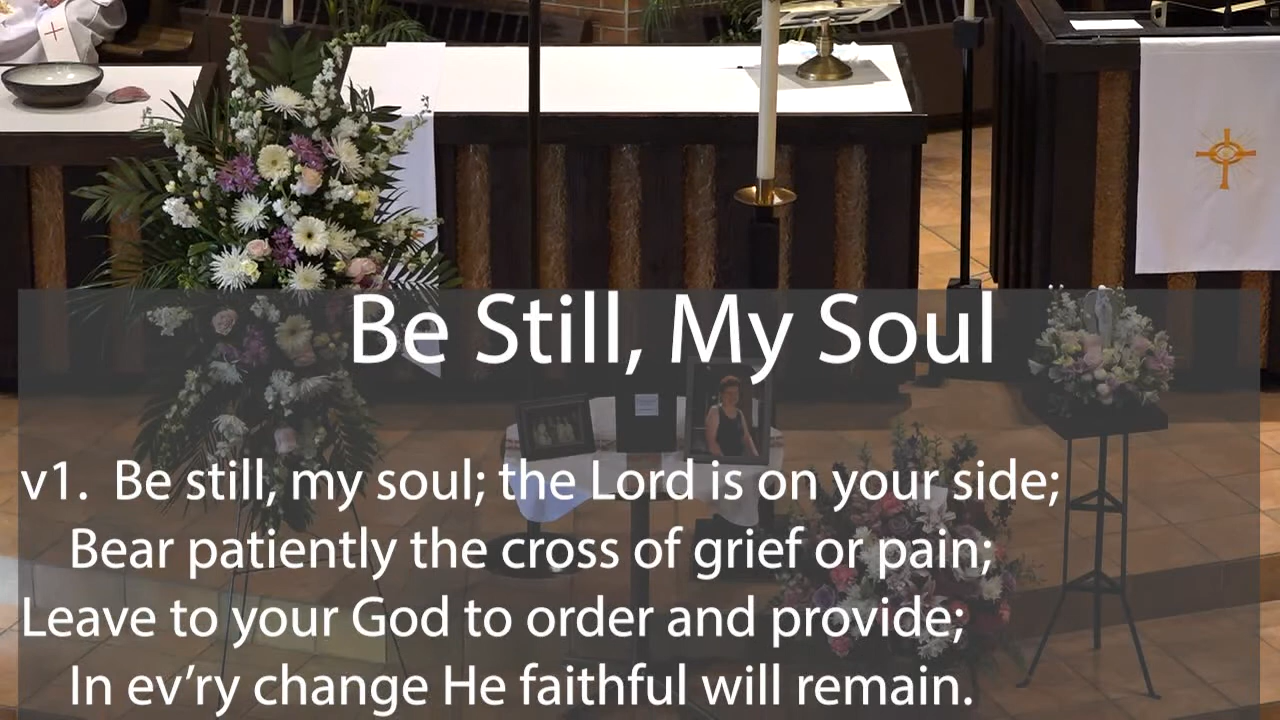 Be Still, My Soul
v1. Be still, my soul; the Lord is on your side;
Bear patiently the cross of grief or pain;
Leave to your God to order and provide;
In ev’ry change He faithful will remain.